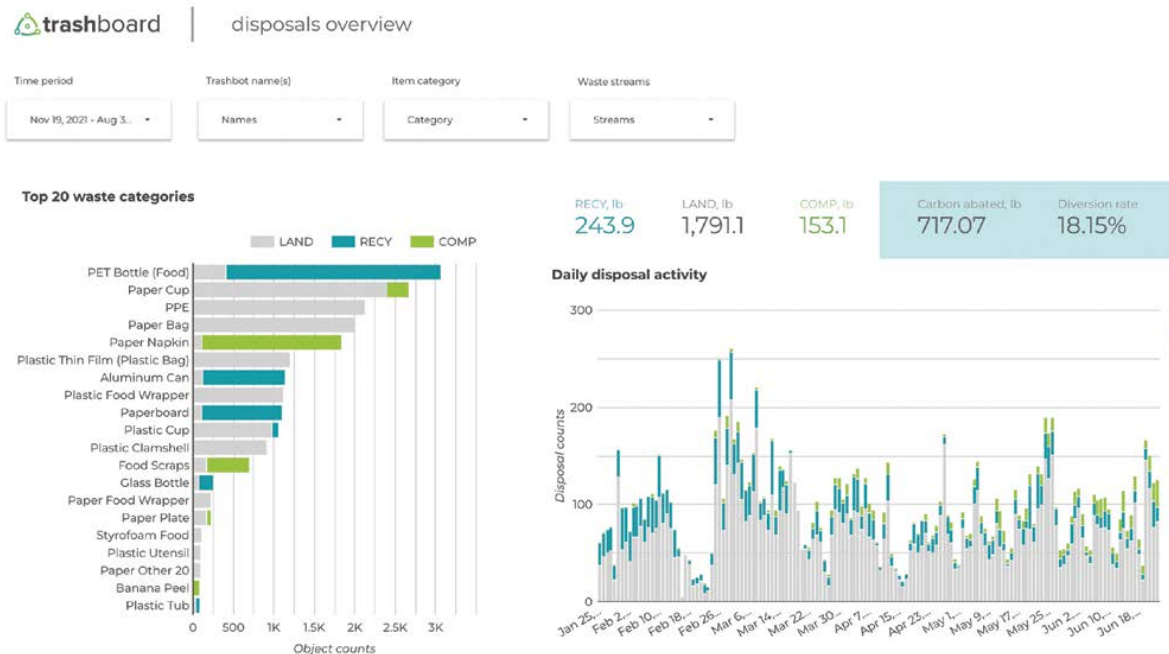 trashboard
disposals overview
Time period
Trashbot name(s)
Item category
Waste streams
Nov 19, 2021 - Aug 3...
Names
Category
Streams
Top 20 waste categories
LAND
RECY
COMP
PET Bottle (Food)
Paper Cup
PPE
Paper Bag
Paper Napkin
Plastic Thin Film (Plastic Bag)
Aluminum Can
Plastic Food Wrapper
Paperboard
Plastic Cup
Plastic Clamshell
Food Scraps
Glass Bottle
Paper Food Wrapper
Paper Plate
Styrofoam Food
Plastic Utensil
Paper Other 20
Banana Peel
Plastic Tub
0 500 1K 1.5K 2K 2.5K 3K
Object counts
RECY, lb
243.9
LAND, lb
1,791.1
COMP, lb
153.1
Carbon abated, lb
717.07
Diversion rate
18.15%
Daily disposal activity
300
200
100
0
Disposal counts
Jan 25,...
Feb 2...
Feb 10,...
Feb 18,...
Feb 26...
Mar 6,...
Mar 14,...
Mar 22...
Mar 30...
Apr 7,...
Apr 15,...
Apr 23,...
May 1,...
May 9,...
May 17,...
May 25...
Jun 2,...
Jun 10,...
Jun 18,...